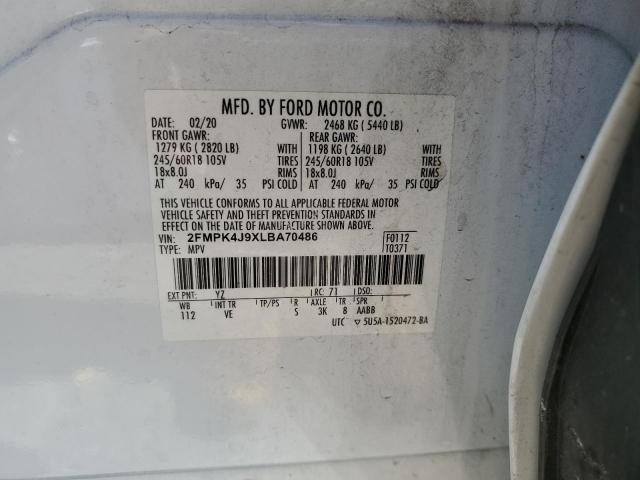 MFD. BY FORD MOTOR CO.
DATE: 02/20 GVWR: 2468 KG ( 5440 LB)
FRONT GAWR: REAR GAWR:
1279 KG ( 2820 LB) WITH 1198 KG ( 2640 LB) WITH
245/60R18 105V TIRES 245/60R18 105V TIRES
18x8.0J RIMS 18x8.0J RIMS
AT 240 kPa/ 35 PSI COLD AT 240 kPa/ 35 PSI COLD
THIS VEHICLE CONFORMS TO ALL APPLICABLE FEDERAL MOTOR
VEHICLE SAFETY AND THEFT PREVENTION STANDARDS IN
EFFECT ON THE DATE OF MANUFACTURE SHOWN ABOVE.
VIN: 2FMPK4J9XLBA70486 F0112
TYPE: MPV T0371
EXT PNT: YZ RC: 71 DSO:
WB INT TR TP/PS R AXLE TR SPR
112 VE S 3K 8 AABB
UTC ▽ 5U5A-1520472-BA